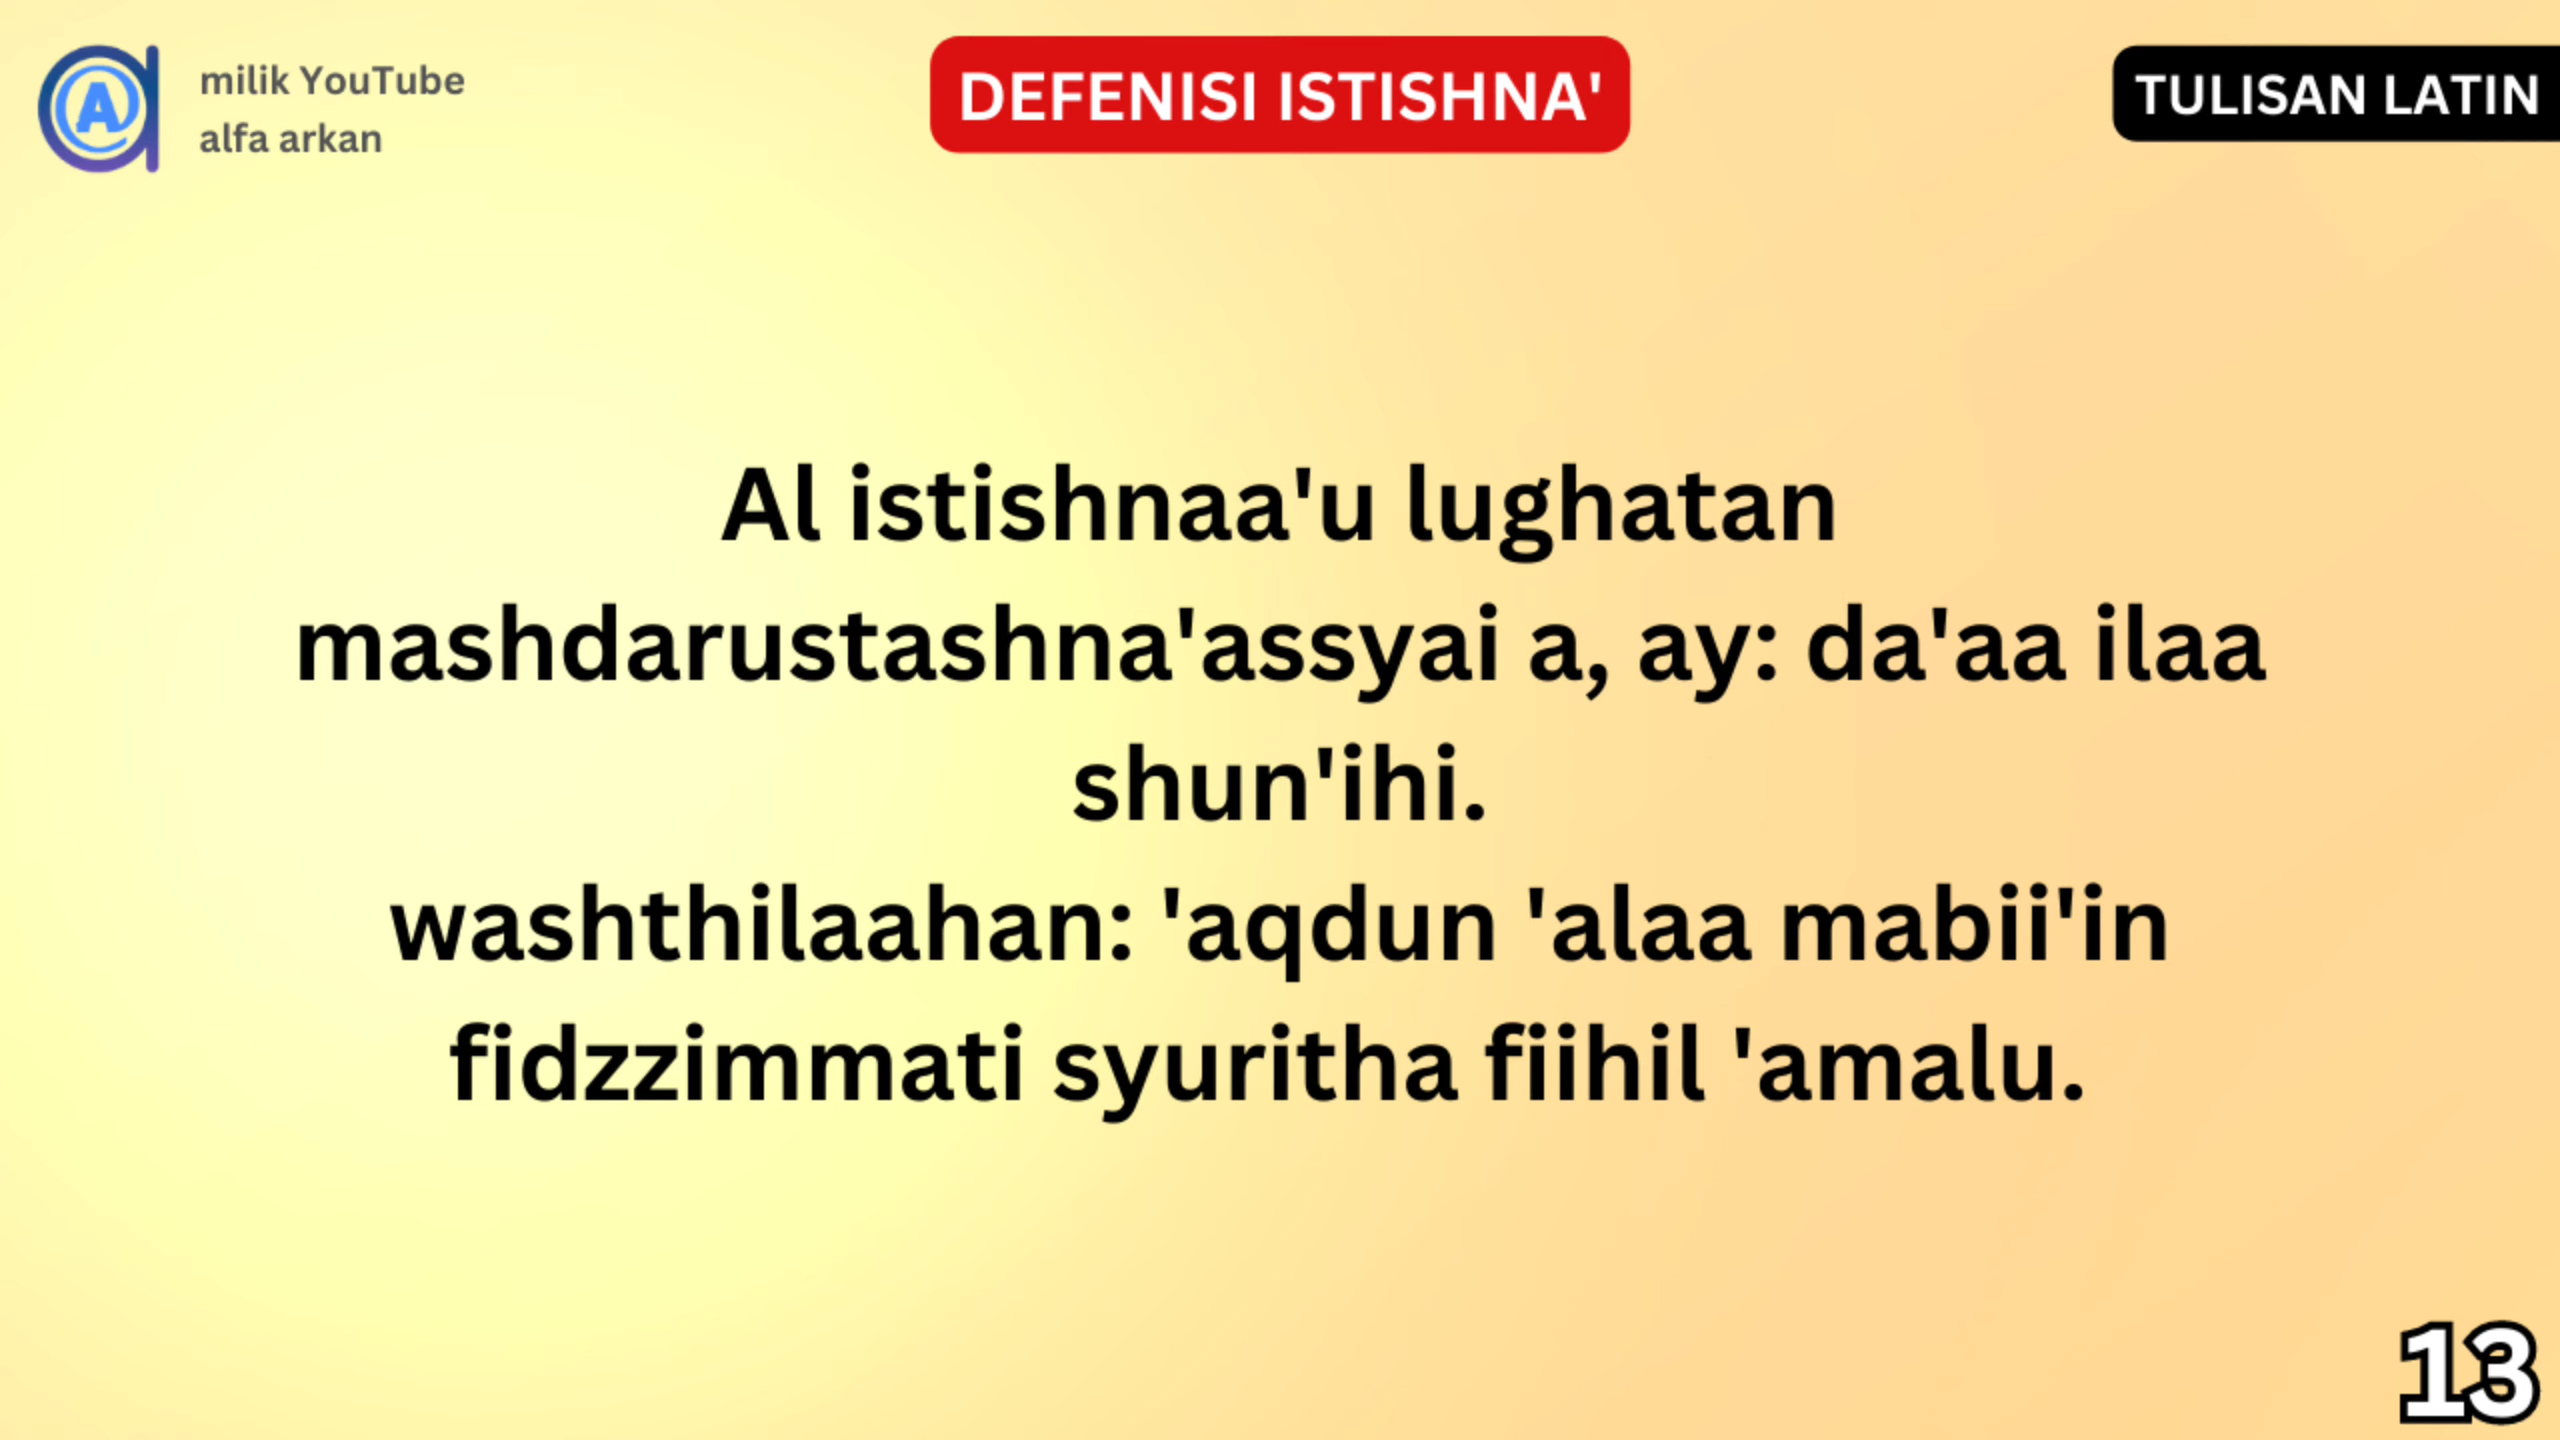 milik YouTube
alfa arkan
DEFENISI ISTISHNA'
TULISAN LATIN
Al istishnaa'u lughatan
mashdarustashna'assyai a, ay: da'aa ilaa
shun'ihi.
washthilaahan: 'aqdun 'alaa mabii'in
fidzzimmati syuritha fiihil 'amalu.
13